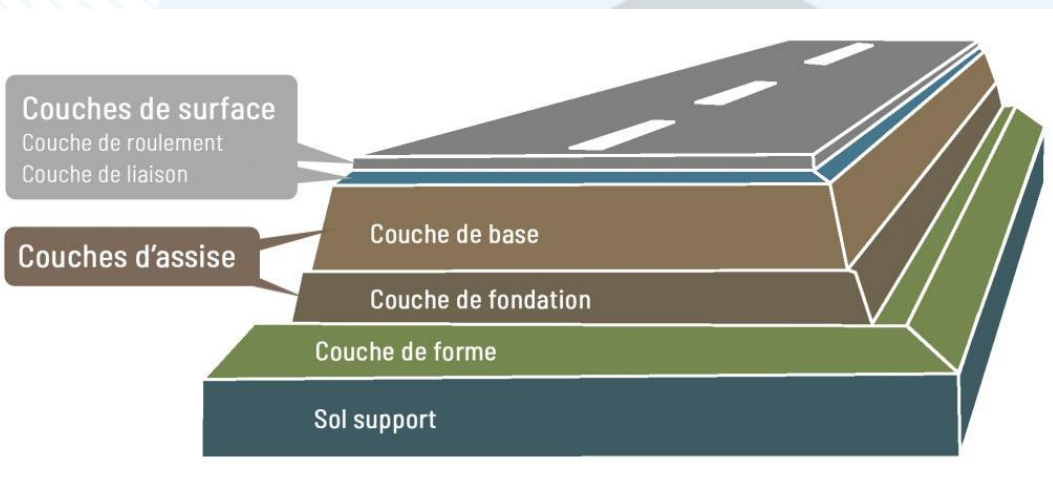 Couches de surface
Couche de roulement
Couche de liaison
Couches d'assise
Couche de base
Couche de fondation
Couche de forme
Sol support